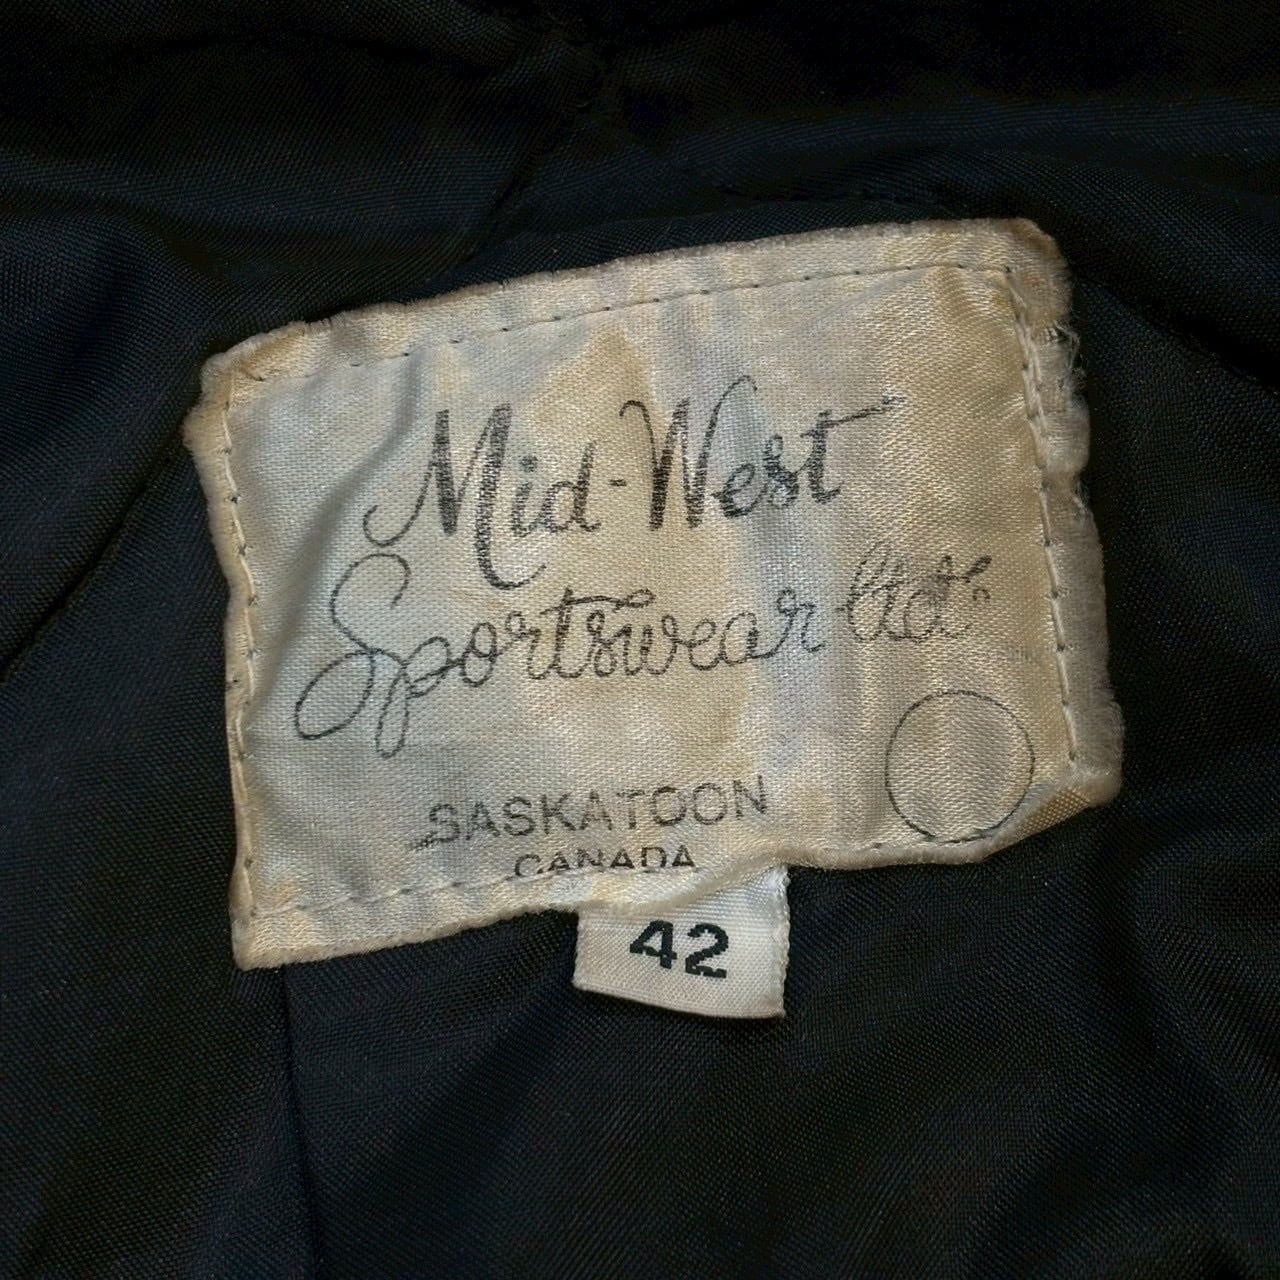 Mid-West
Sportswear Ltd.
SASKATOON
CANADA
42